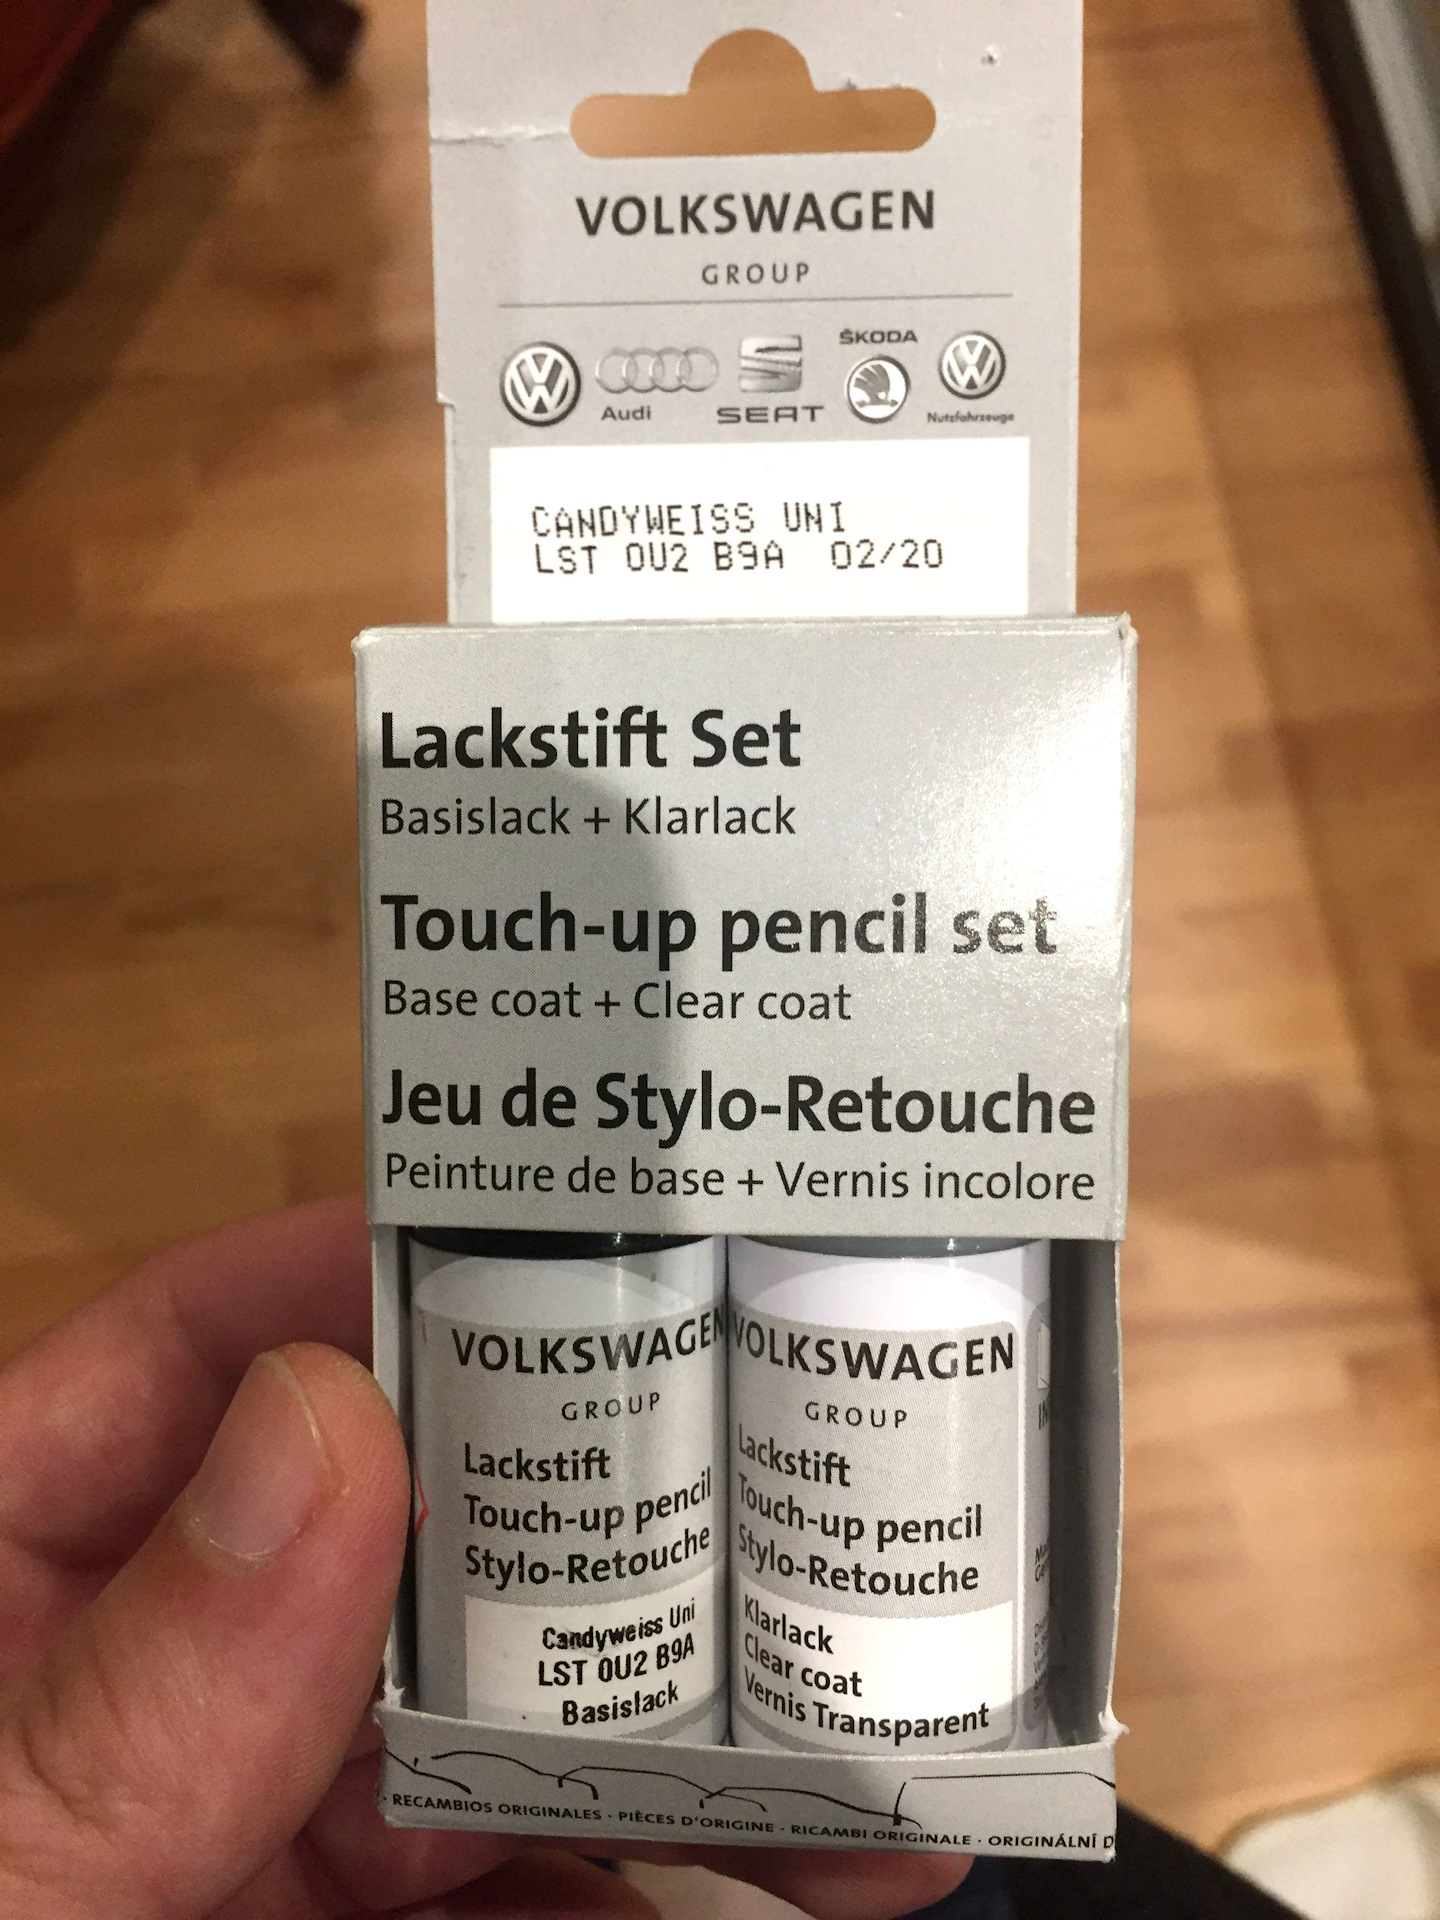 VOLKSWAGEN
GROUP
ŠKODA
Audi
SEAT
Nutzfahrzeuge
CANDYWEISS UNI
LST 0U2 B9A 02/20
Lackstift Set
Basislack + Klarlack
Touch-up pencil set
Base coat + Clear coat
Jeu de Stylo-Retouche
Peinture de base + Vernis incolore
VOLKSWAGEN
GROUP
Lackstift
Touch-up pencil
Stylo-Retouche
Candyweiss Uni
LST 0U2 B9A
Basislack
VOLKSWAGEN
GROUP
Lackstift
Touch-up pencil
Stylo-Retouche
Klarlack
Clear coat
Vernis Transparent
· RECAMBIOS ORIGINALES · PIÈCES D'ORIGINE · RICAMBI ORIGINALE · ORIGINÁLNÍ D